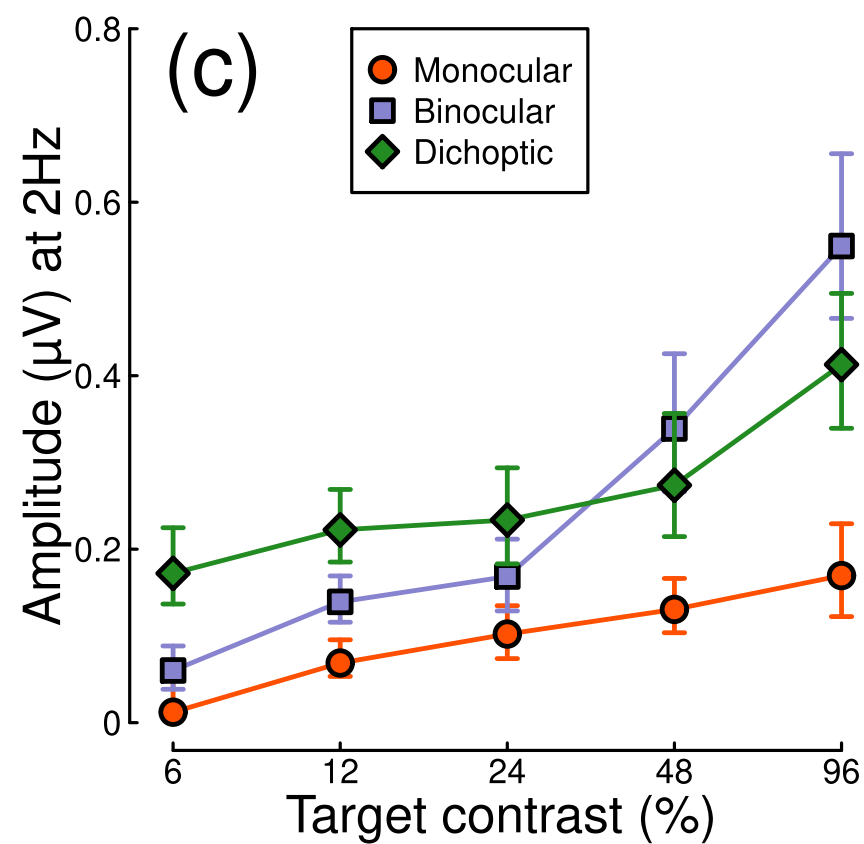 (c)
Monocular
Binocular
Dichoptic
Amplitude (µV) at 2Hz
0.8
0.6
0.4
0.2
0
6 12 24 48 96
Target contrast (%)